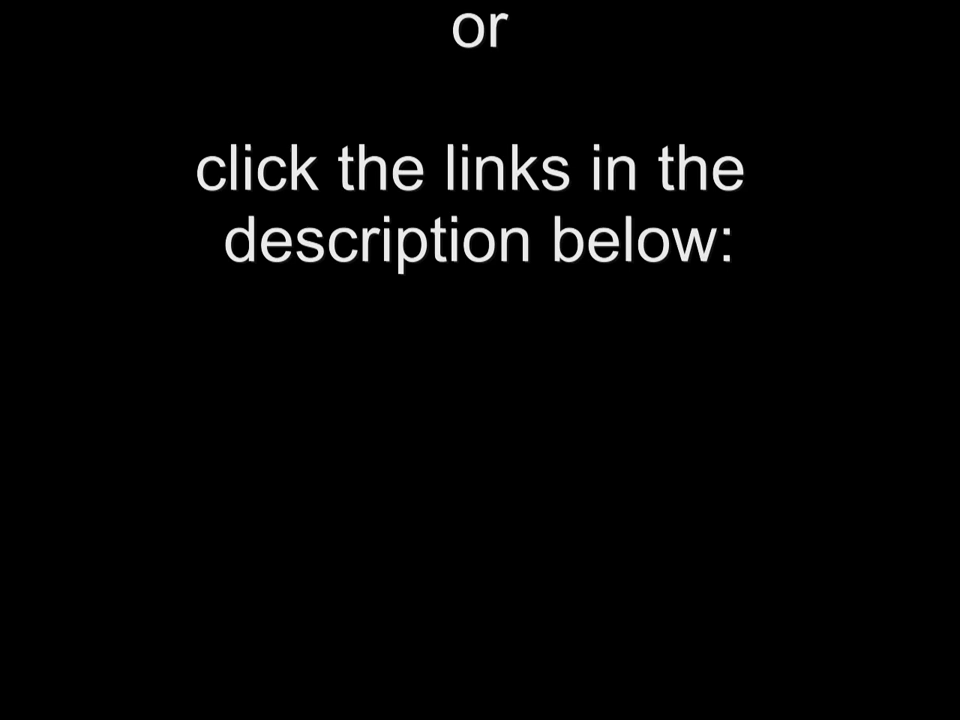 or
click the links in the
description below: